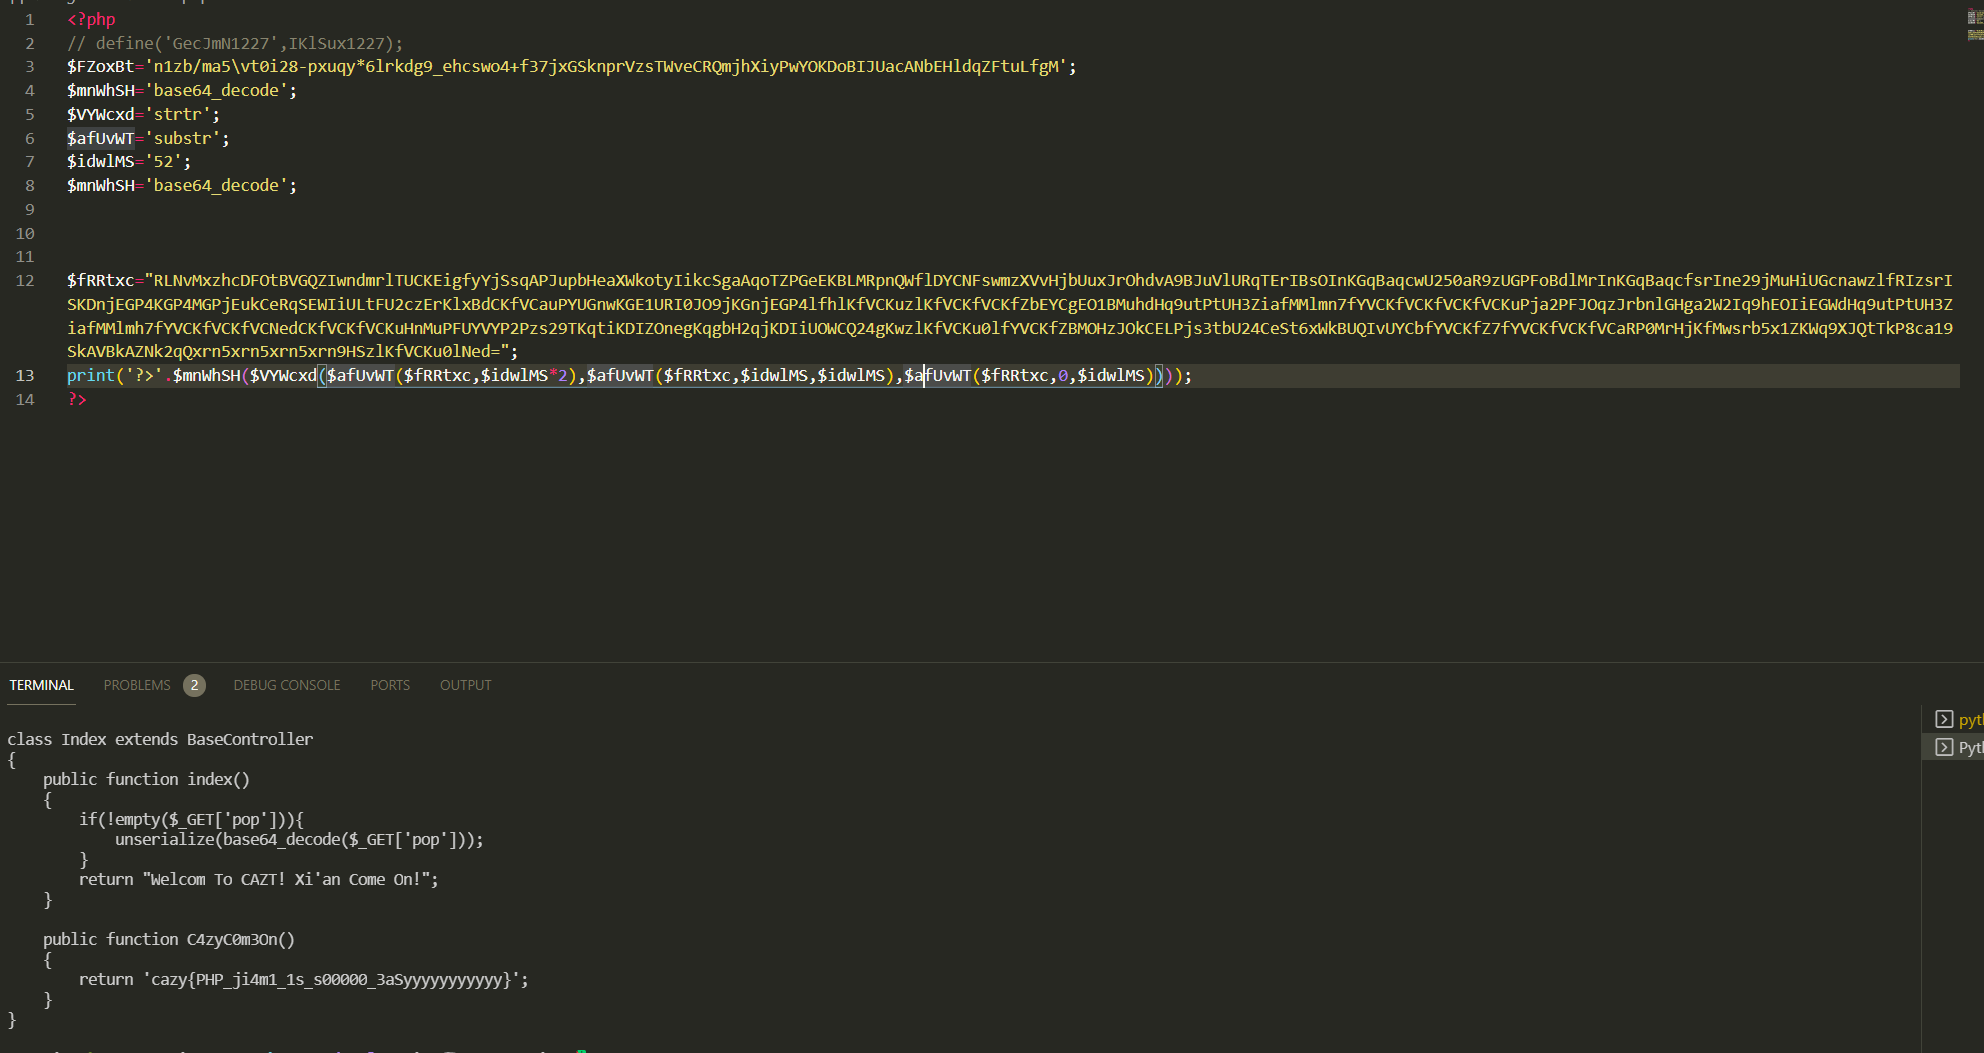 1 <?php
2 // define('GecJmN1227',IKlSux1227);
3 $FZoxBt='n1zb/ma5\vt0i28-pxuqy*6lrkdg9_ehcswo4+f37jxGSknprVzsTWveCRQmjhXiyPwYOKDoBIJUacANbEHldqZFtuLfgM';
4 $mnWhSH='base64_decode';
5 $VYWcxd='strtr';
6 $afUvWT='substr';
7 $idwlMS='52';
8 $mnWhSH='base64_decode';
9
10
11
12 $fRRtxc="RLNvMxzhcDFOtBVGQZIwndmrlTUCKEigfyYjSsqAPJupbHeaXWkotyIikcSgaAqoTZPGeEKBLMRpnQWflDYCNFswmzXVvHjbUuxJrOhdvA9BJuVlURqTErIBsOInKGqBaqcwU250aR9zUGPFoBdlMrInKGqBaqcfsrIne29jMuHiUGcnawzlfRIzsrI
SKDnjEGP4KGP4MGPjEukCeRqSEWIiULtFU2czErKlxBdCKfVCauPYUGnwKGE1URI0JO9jKGnjEGP4lfhlKfVCKuzlKfVCKfVCKfZbEYCgEO1BMuhdHq9utPtUH3ZiafMMlmn7fYVCKfVCKfVCKfVCKuPja2PFJOqzJrbnlGHga2W2Iq9hEOIiEGWdHq9utPtUH3Z
iafMMlmh7fYVCKfVCKfVCNedCKfVCKfVCKuHnMuPFUYVYP2Pzs29TKqtiKDIZOnegKqgbH2qjKDIiUOWCQ24gKwzlKfVCKu0lfYVCKfZBMOHzJOkCELPjs3tbU24CeSt6xWkBUQIvUYCbfYVCKfZ7fYVCKfVCKfVCaRP0MrHjKfMwsrb5x1ZKWq9XJQtTkP8ca19
SkAVBkAZNk2qQxrn5xrn5xrn5xrn9HSzlKfVCKu0lNed=";
13 print('?>'.$mnWhSH($VYWcxd($afUvWT($fRRtxc,$idwlMS*2),$afUvWT($fRRtxc,$idwlMS,$idwlMS),$afUvWT($fRRtxc,0,$idwlMS))));
14 ?>
TERMINAL PROBLEMS 2 DEBUG CONSOLE PORTS OUTPUT
class Index extends BaseController
{
public function index()
{
if(!empty($_GET['pop'])){
unserialize(base64_decode($_GET['pop']));
}
return "Welcom To CAZT! Xi'an Come On!";
}
public function C4zyC0m3On()
{
return 'cazy{PHP_ji4m1_1s_s00000_3aSyyyyyyyyyyy}';
}
}